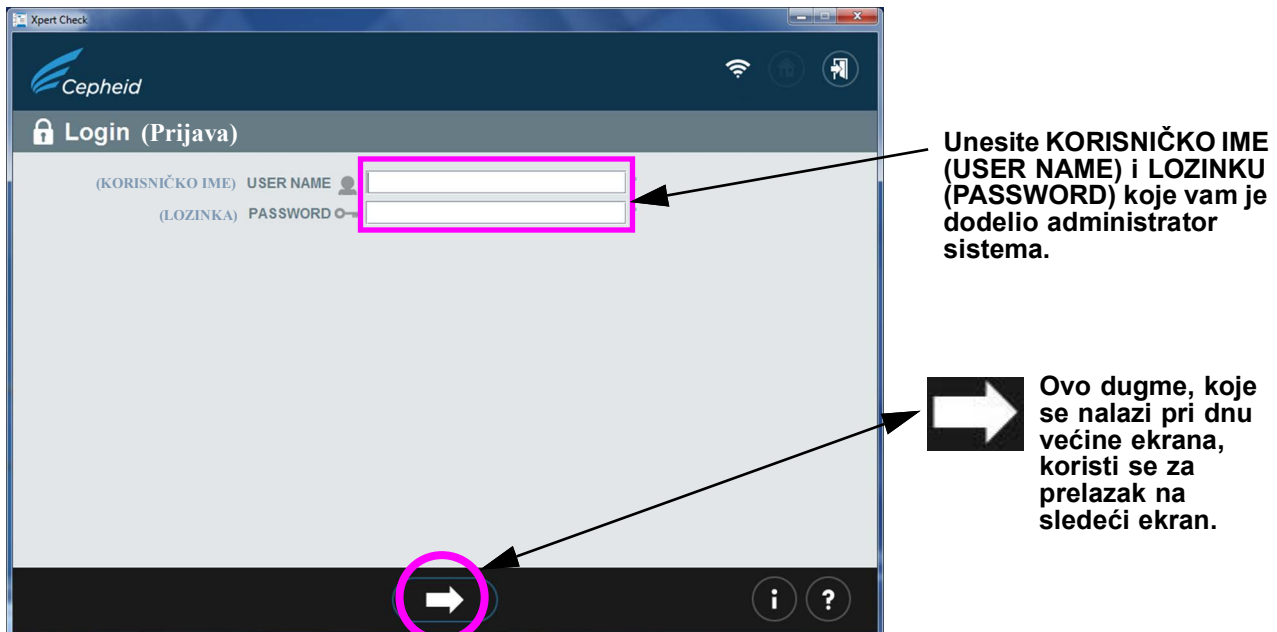 Xpert Check
Cepheid
Login (Prijava)
(KORISNIČKO IME) USER NAME
(LOZINKA) PASSWORD
Unesite KORISNIČKO IME
(USER NAME) i LOZINKU
(PASSWORD) koje vam je
dodelio administrator
sistema.
Ovo dugme, koje
se nalazi pri dnu
većine ekrana,
koristi se za
prelazak na
sledeći ekran.
i ?